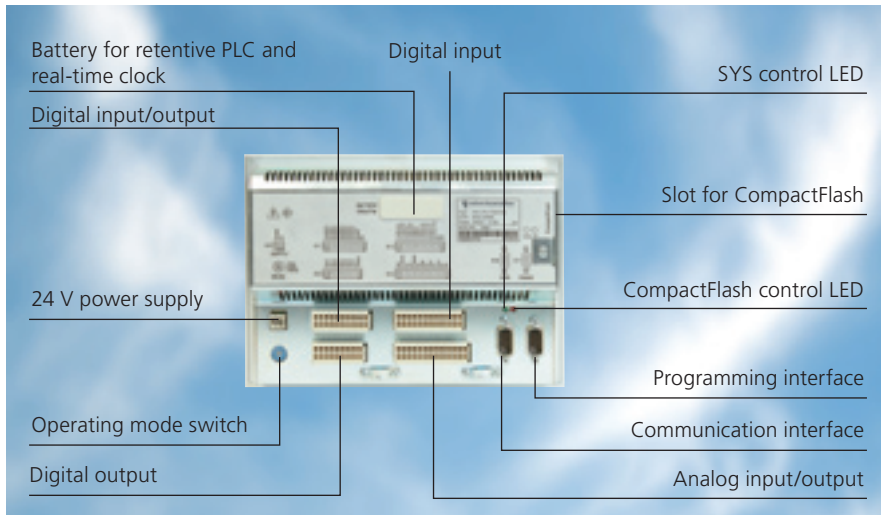 Battery for retentive PLC and
real-time clock
Digital input
SYS control LED
Digital input/output
Slot for CompactFlash
24 V power supply
CompactFlash control LED
Programming interface
Operating mode switch
Communication interface
Digital output
Analog input/output